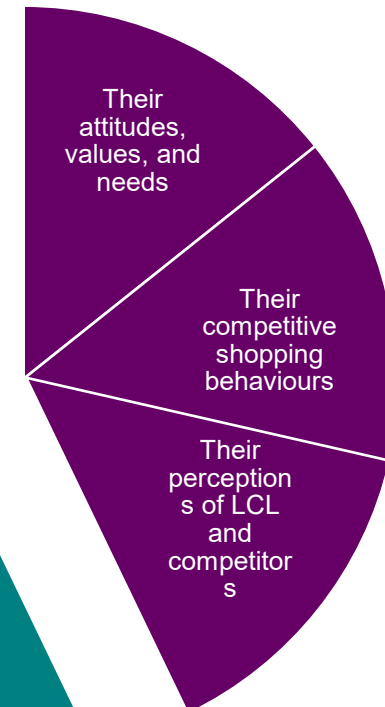 Their
attitudes,
values, and
needs
Their
competitive
shopping
behaviours
Their
perception
s of LCL
and
competitor
s